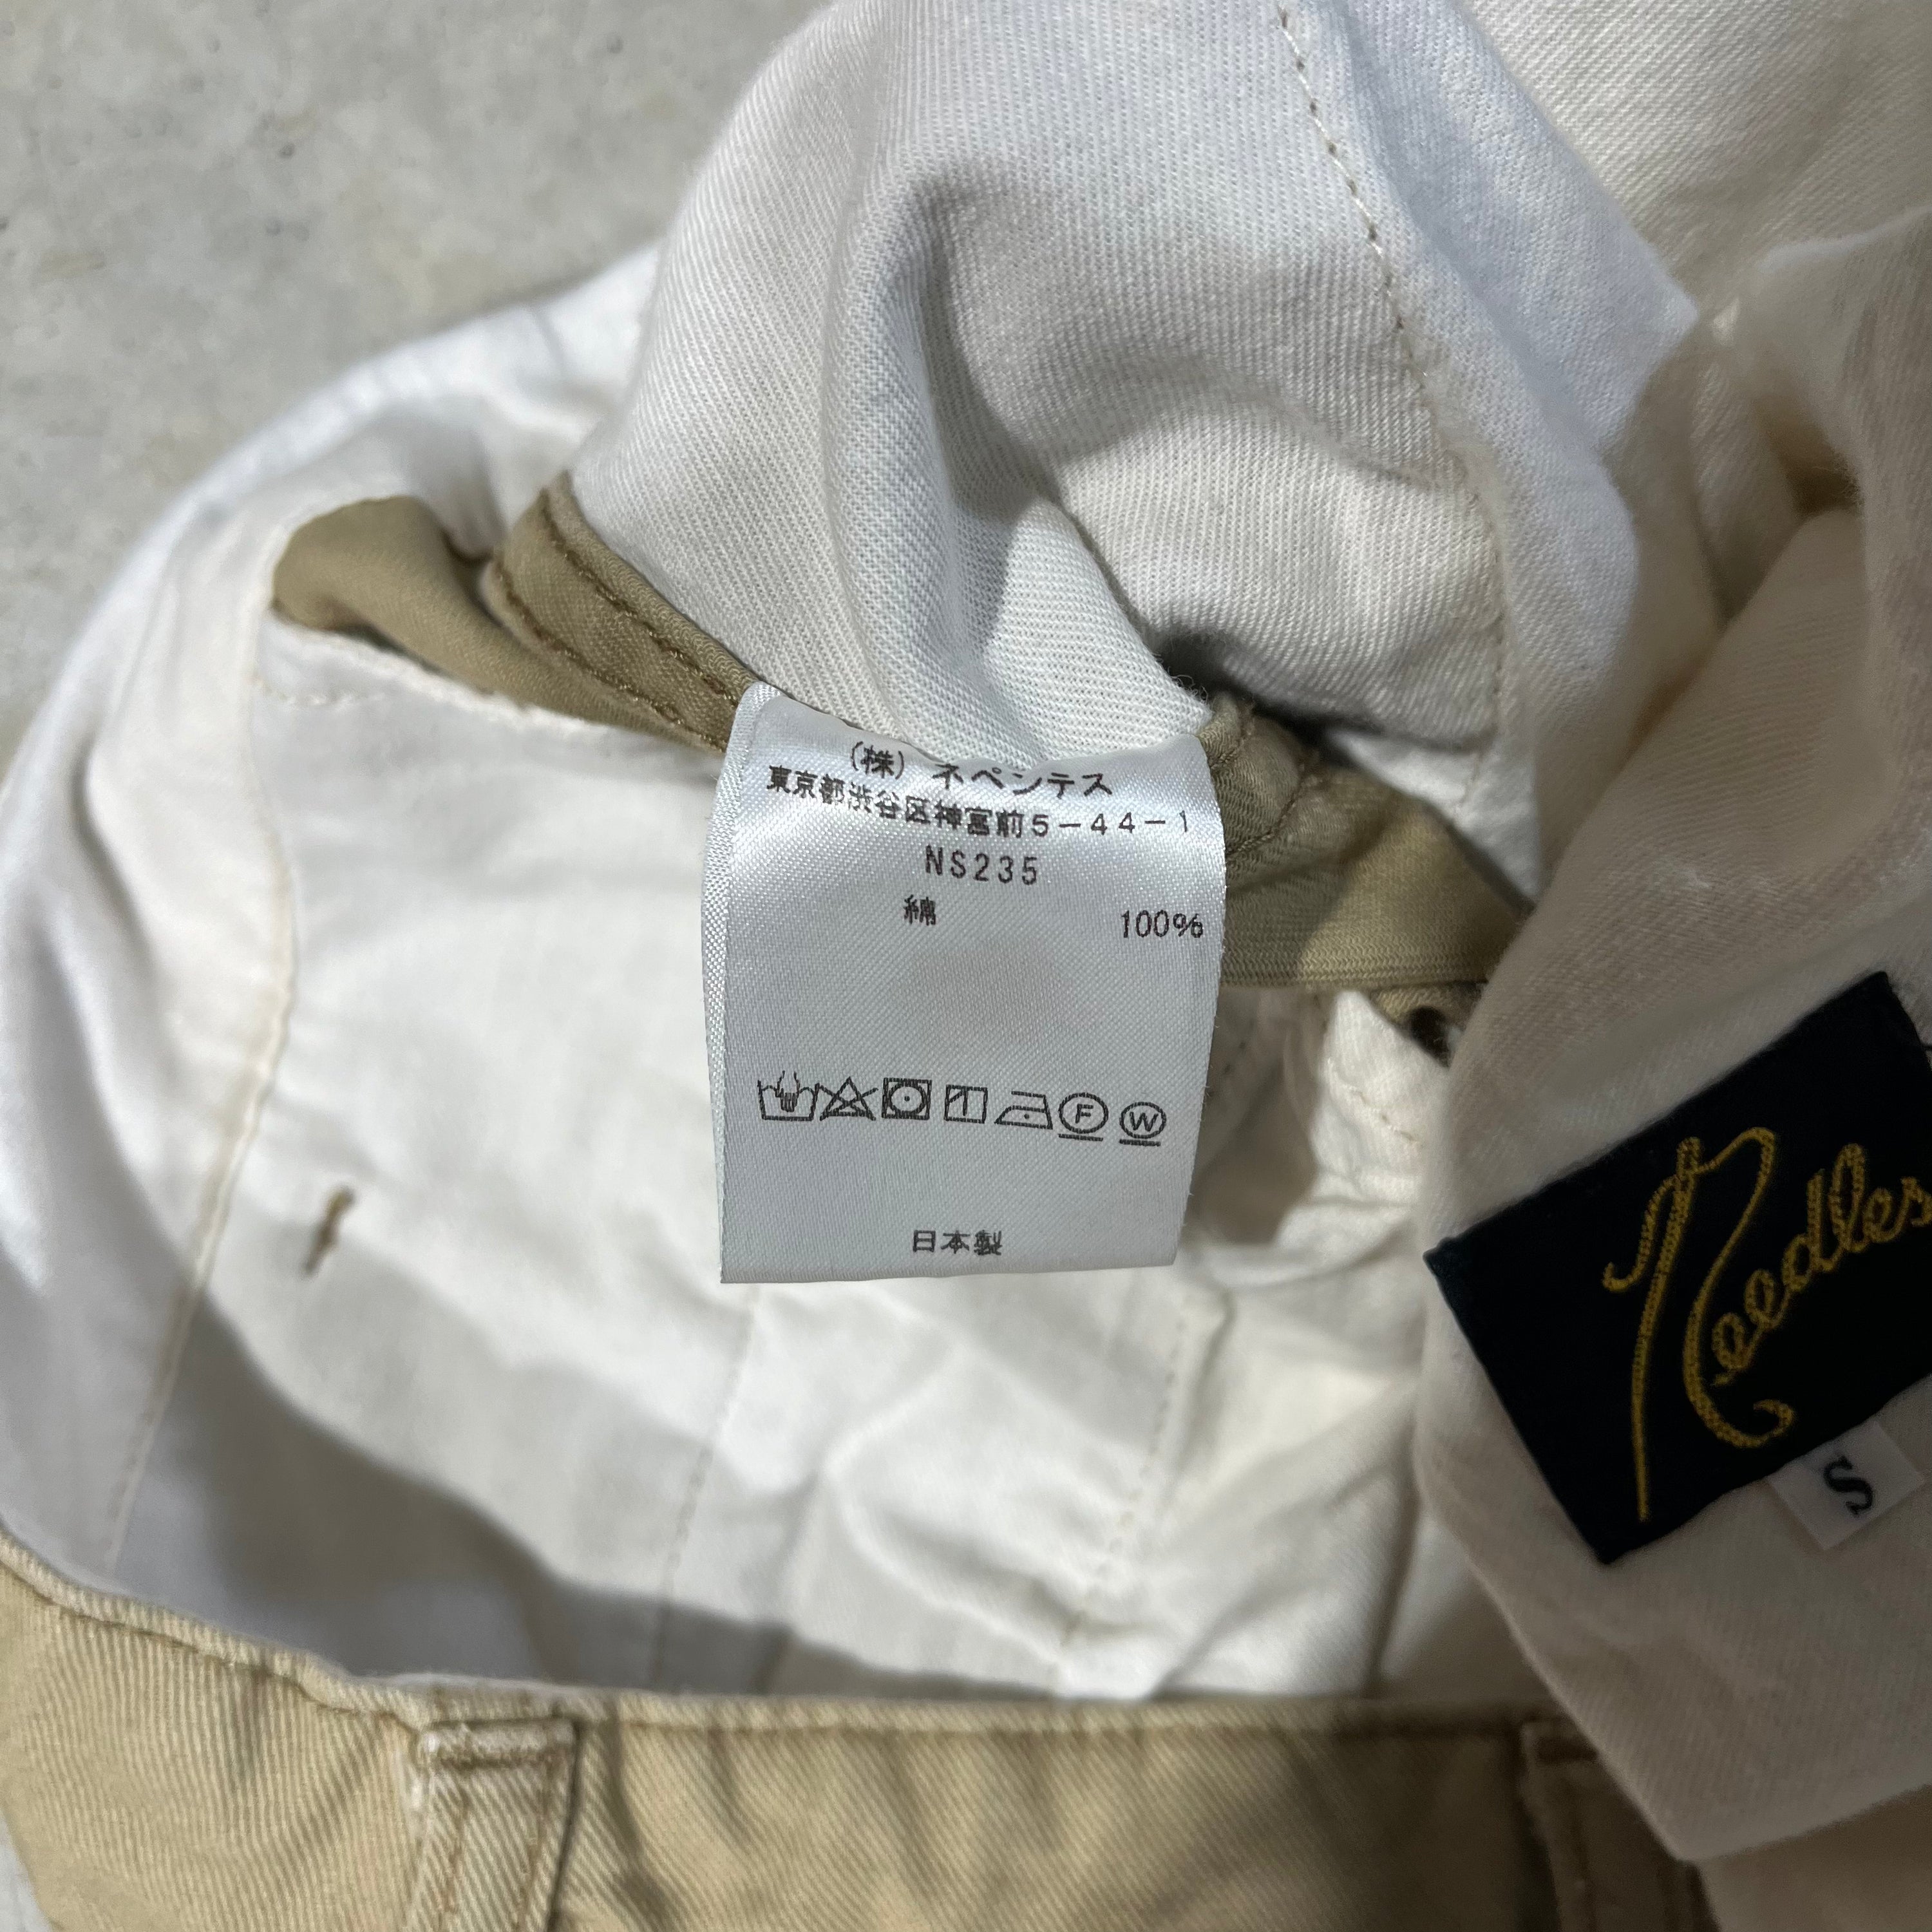 (株) ネペンテス
東京都渋谷区神宮前5-44-1
NS235
綿 100%
F W
日本製
Needles
S